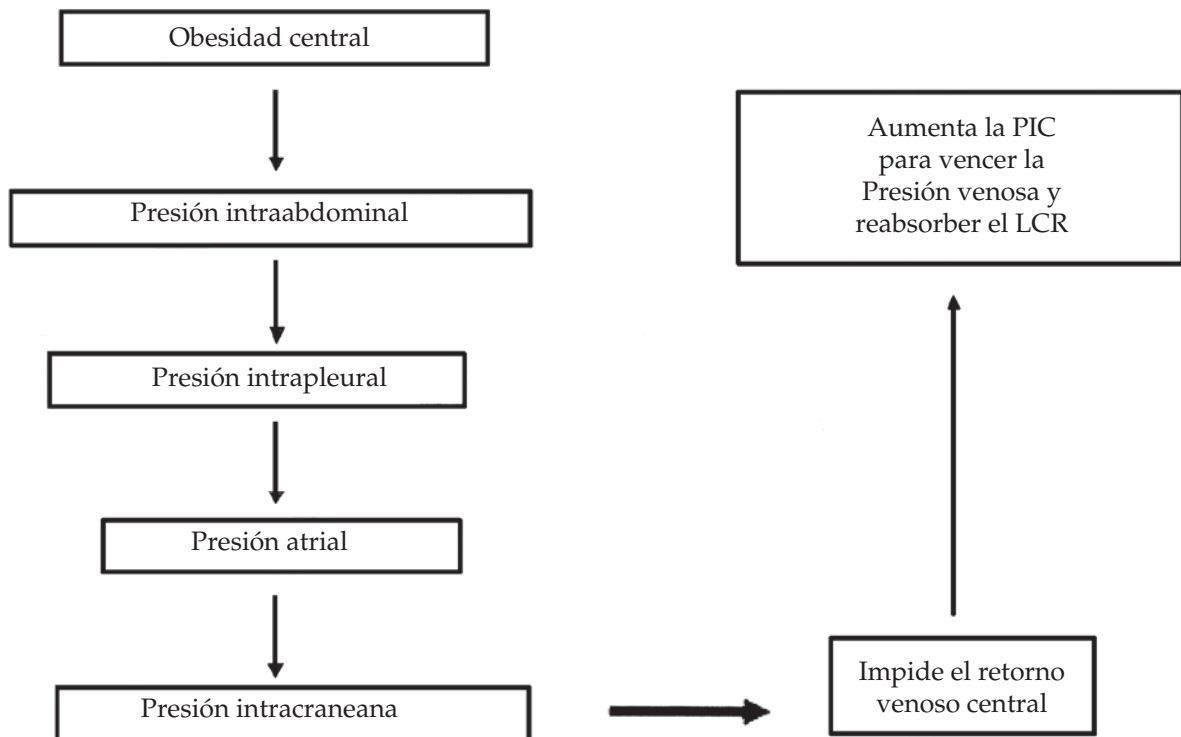 Obesidad central
Presión intraabdominal
Presión intrapleural
Presión atrial
Presión intracraneana
Impide el retorno
venoso central
Aumenta la PIC
para vencer la
Presión venosa y
reabsorber el LCR